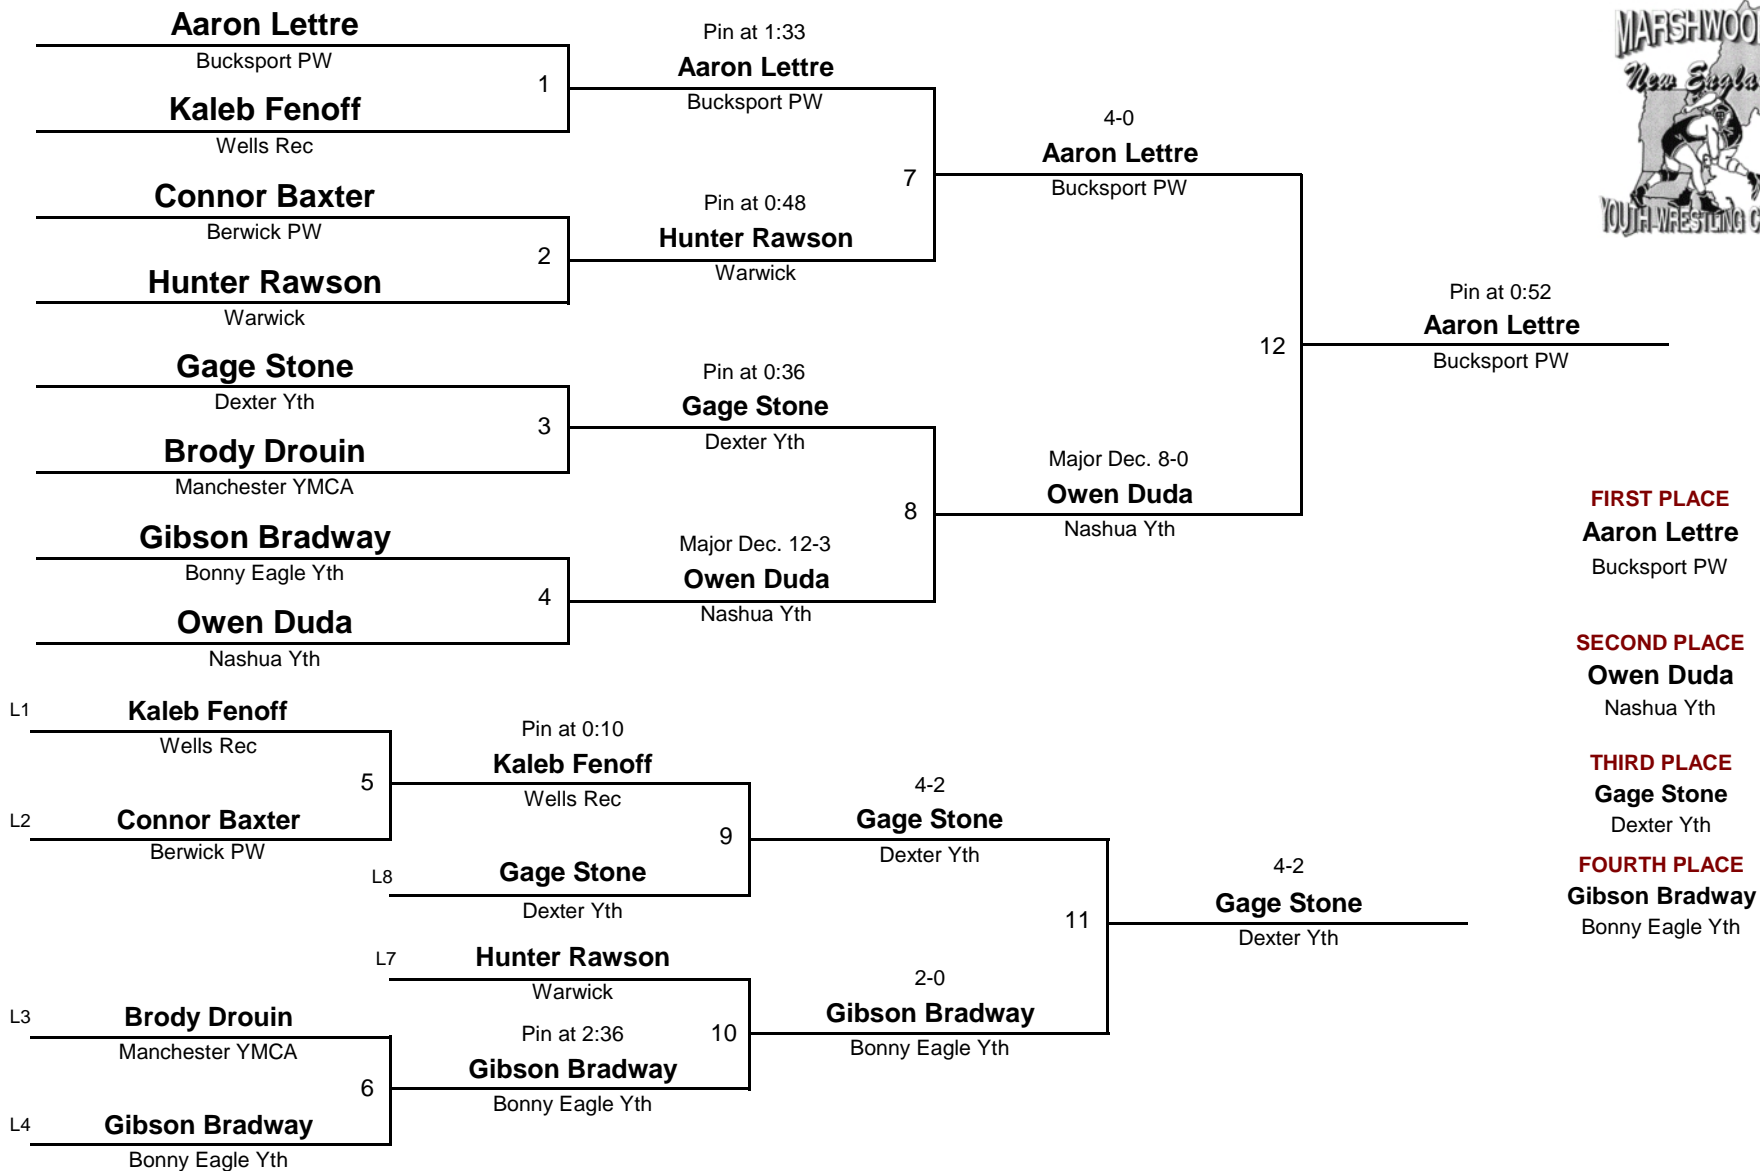 Aaron Lettre
Bucksport PW
1
Kaleb Fenoff
Wells Rec
Connor Baxter
Berwick PW
2
Hunter Rawson
Warwick
Gage Stone
Dexter Yth
3
Brody Drouin
Manchester YMCA
Gibson Bradway
Bonny Eagle Yth
4
Owen Duda
Nashua Yth
Pin at 1:33
Aaron Lettre
Bucksport PW
7
Pin at 0:48
Hunter Rawson
Warwick
Pin at 0:36
Gage Stone
Dexter Yth
8
Major Dec. 12-3
Owen Duda
Nashua Yth
4-0
Aaron Lettre
Bucksport PW
12
Major Dec. 8-0
Owen Duda
Nashua Yth
Pin at 0:52
Aaron Lettre
Bucksport PW
L1
Kaleb Fenoff
Wells Rec
5
L2
Connor Baxter
Berwick PW
L3
Brody Drouin
Manchester YMCA
6
L4
Gibson Bradway
Bonny Eagle Yth
Pin at 0:10
Kaleb Fenoff
Wells Rec
9
L8
Gage Stone
Dexter Yth
L7
Hunter Rawson
Warwick
10
Pin at 2:36
Gibson Bradway
Bonny Eagle Yth
4-2
Gage Stone
Dexter Yth
11
2-0
Gibson Bradway
Bonny Eagle Yth
4-2
Gage Stone
Dexter Yth
New
YOUTH WRESTLING
FIRST PLACE
Aaron Lettre
Bucksport PW
SECOND PLACE
Owen Duda
Nashua Yth
THIRD PLACE
Gage Stone
Dexter Yth
FOURTH PLACE
Gibson Bradway
Bonny Eagle Yth